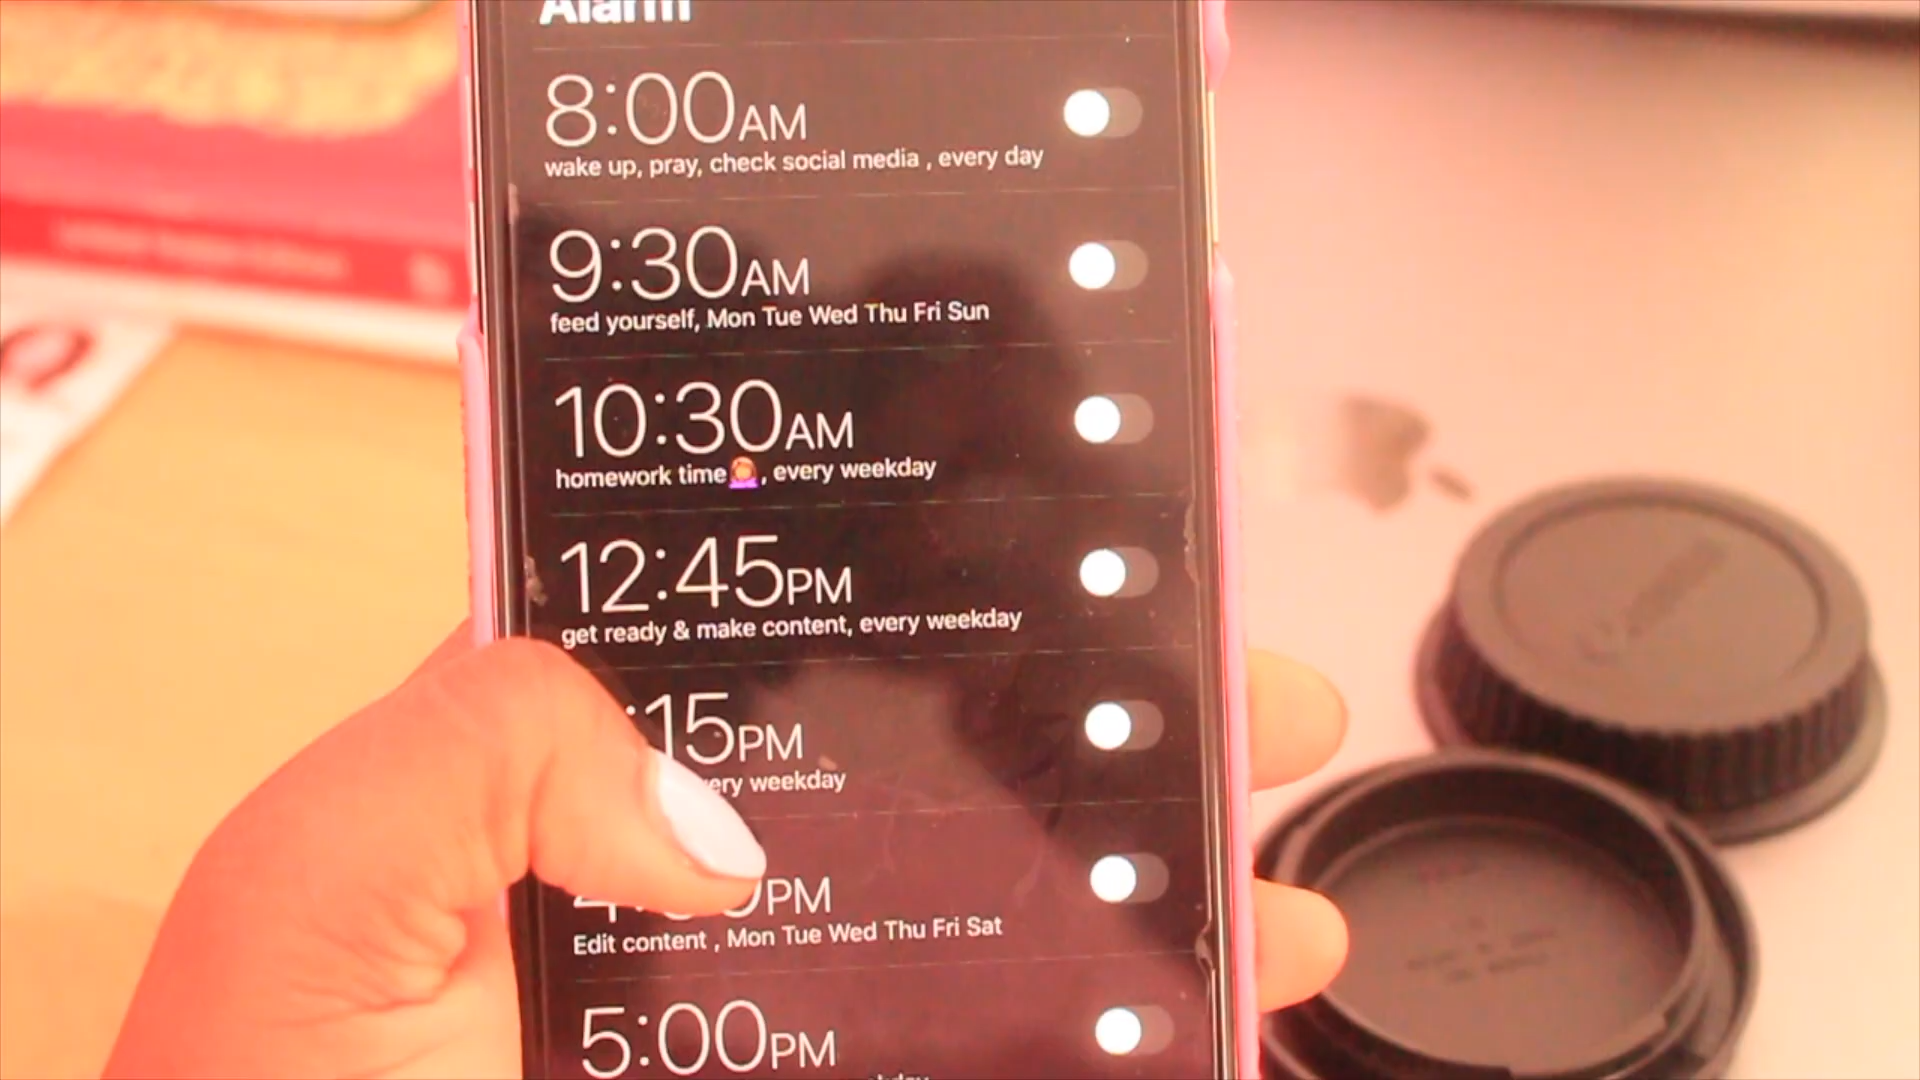 Alarm
8:00AM
wake up, pray, check social media , every day
9:30AM
feed yourself, Mon Tue Wed Thu Fri Sun
10:30AM
homework time🤦🏽‍♀️, every weekday
12:45PM
get ready & make content, every weekday
:15PM
weekday
PM
Edit content , Mon Tue Wed Thu Fri Sat
5:00PM